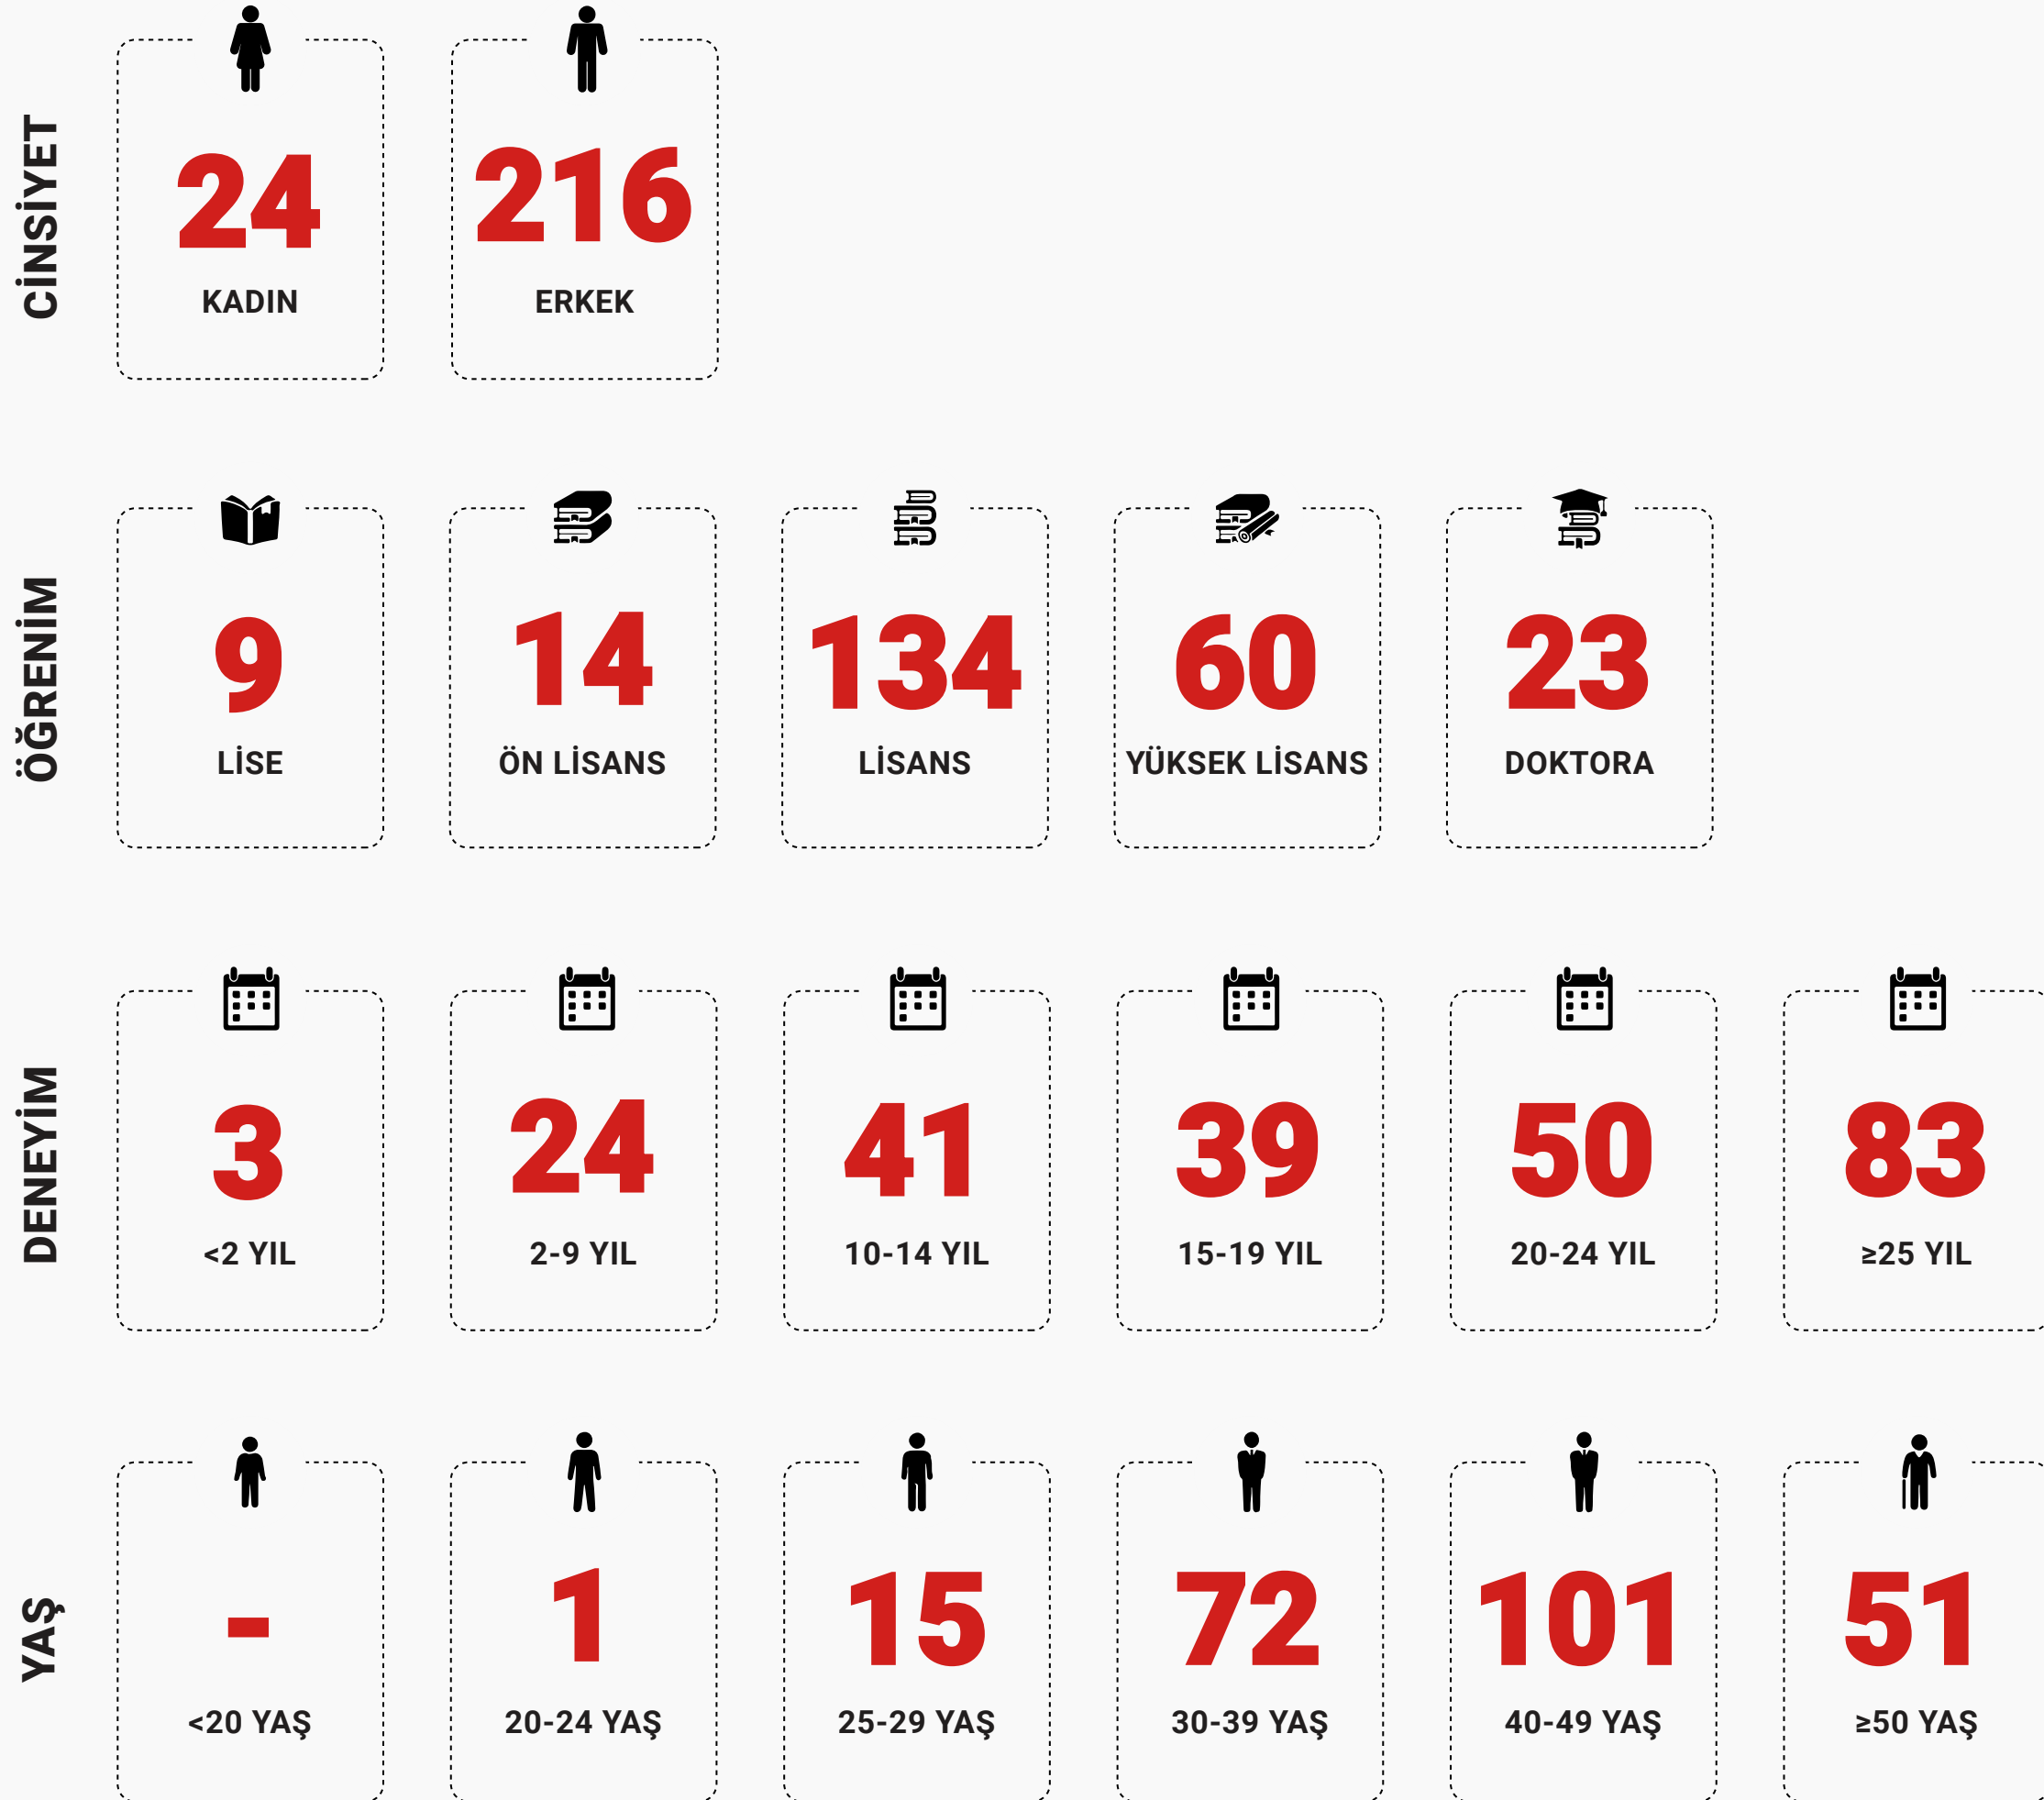 CİNSİYET
24
KADIN
216
ERKEK
ÖĞRENİM
9
LİSE
14
ÖN LİSANS
134
LİSANS
60
YÜKSEK LİSANS
23
DOKTORA
DENEYİM
3
<2 YIL
24
2-9 YIL
41
10-14 YIL
39
15-19 YIL
50
20-24 YIL
83
≥25 YIL
YAŞ
-
<20 YAŞ
1
20-24 YAŞ
15
25-29 YAŞ
72
30-39 YAŞ
101
40-49 YAŞ
51
≥50 YAŞ